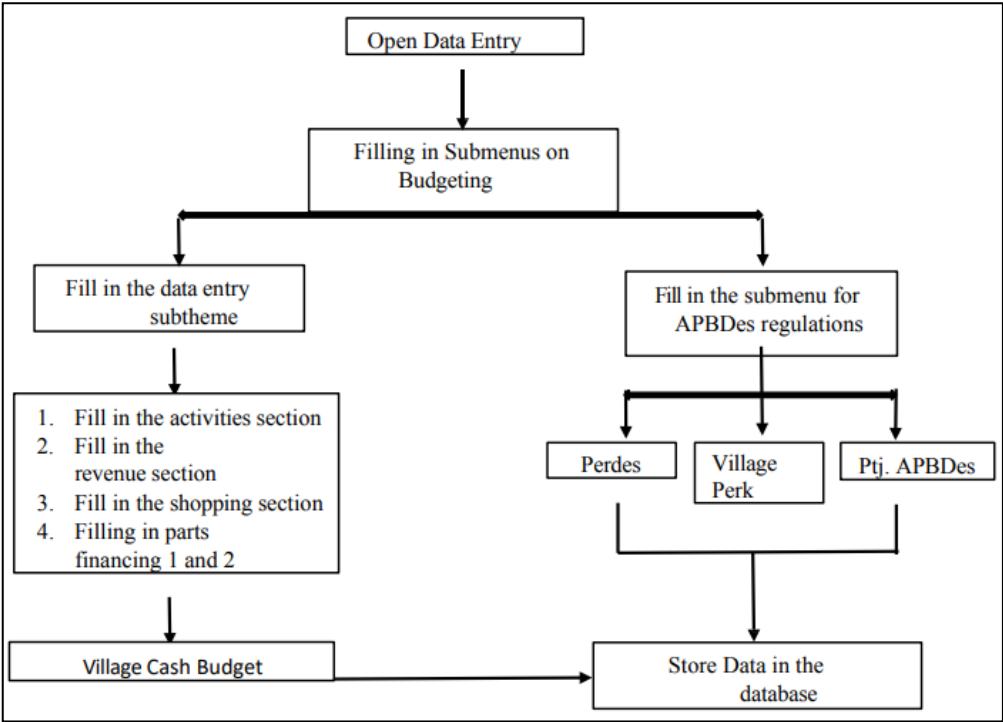 Open Data Entry
Filling in Submenus on
Budgeting
Fill in the data entry
subtheme
Fill in the submenu for
APBDes regulations
1. Fill in the activities section
2. Fill in the
revenue section
3. Fill in the shopping section
4. Filling in parts
financing 1 and 2
Perdes
Village
Perk
Ptj. APBDes
Village Cash Budget
Store Data in the
database